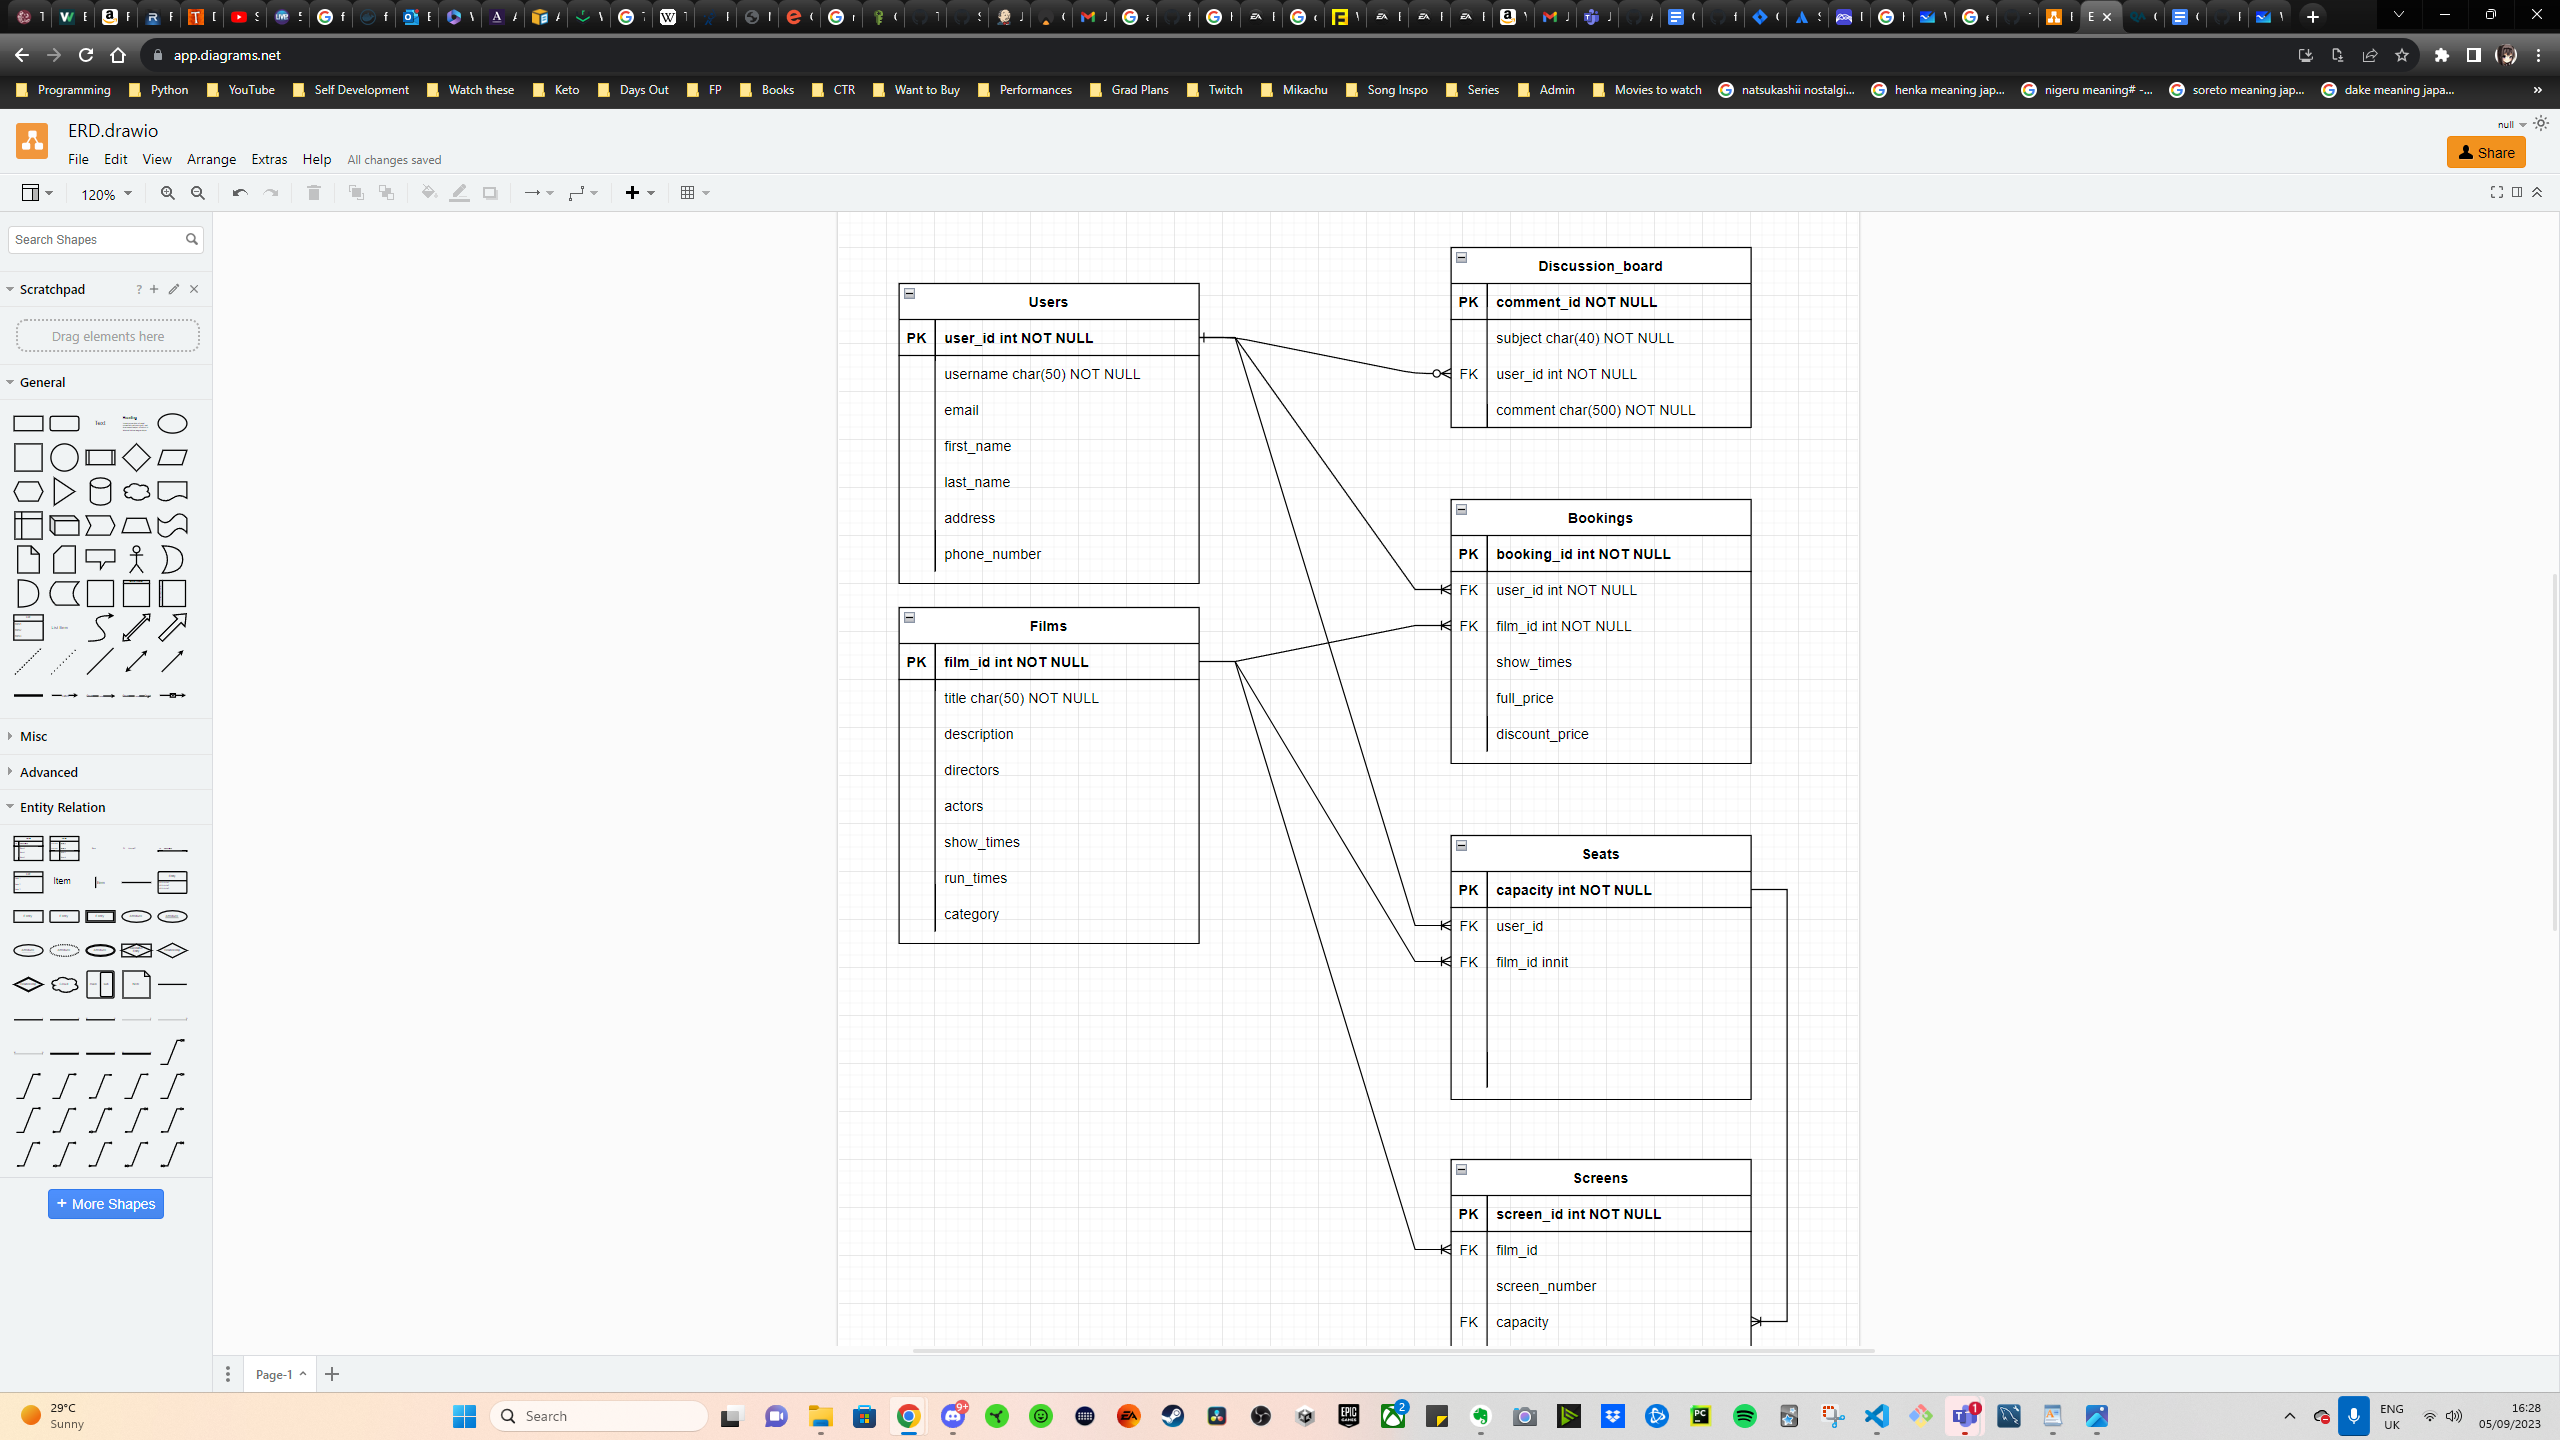 app.diagrams.net
Programming
Python
YouTube
Self Development
Watch these
Keto
Days Out
FP
Books
CTR
Want to Buy
Performances
Grad Plans
Twitch
Mikachu
Song Inspo
Series
Admin
Movies to watch
natsukashii nostalgi...
henka meaning jap...
nigeru meaning# -...
soreto meaning jap...
dake meaning japa...
»
ERD.drawio
null
File Edit View Arrange Extras Help All changes saved
Share
120%
Search Shapes
Scratchpad
?
Drag elements here
General
Text
Misc
Advanced
Entity Relation
Item
+ More Shapes
Users
PK user_id int NOT NULL
username char(50) NOT NULL
email
first_name
last_name
address
phone_number
Films
PK film_id int NOT NULL
title char(50) NOT NULL
description
directors
actors
show_times
run_times
category
Discussion_board
PK comment_id NOT NULL
subject char(40) NOT NULL
FK user_id int NOT NULL
comment char(500) NOT NULL
Bookings
PK booking_id int NOT NULL
FK user_id int NOT NULL
FK film_id int NOT NULL
show_times
full_price
discount_price
Seats
PK capacity int NOT NULL
FK user_id
FK film_id innit
Screens
PK screen_id int NOT NULL
FK film_id
screen_number
FK capacity
Page-1
29°C
Sunny
Search
9+
EPIC
GAMES
2
PC
1
ENG
UK
16:28
05/09/2023